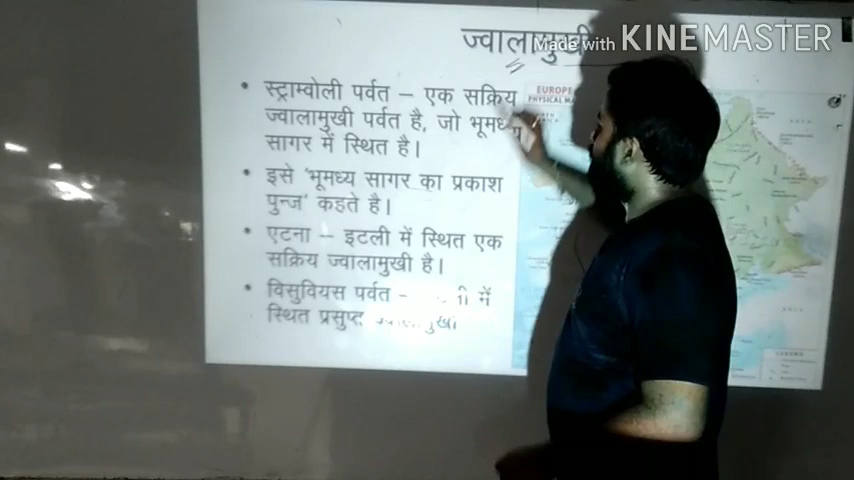 ज्वालामुखी
Made with KINEMASTER
स्ट्राम्वोली पर्वत – एक सक्रिय
ज्वालामुखी पर्वत है, जो भूमध्य
सागर में स्थित है।
इसे 'भूमध्य सागर का प्रकाश
पुन्ज' कहते है।
एटना – इटली में स्थित एक
सक्रिय ज्वालामुखी है।
विसुवियस पर्वत – में
स्थित प्रसुप्त
EUROPE
PHYSICAL